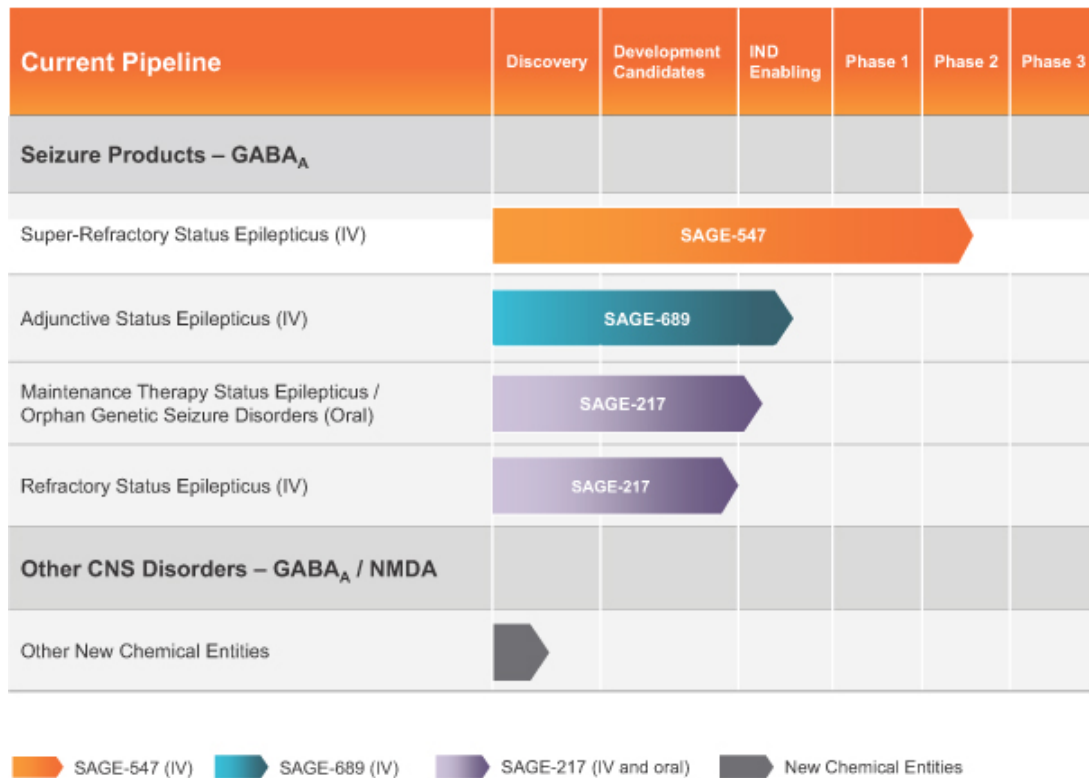 Current Pipeline
Discovery
Development
Candidates
IND
Enabling
Phase 1
Phase 2
Phase 3
Seizure Products – GABAA
Super-Refractory Status Epilepticus (IV)
SAGE-547
Adjunctive Status Epilepticus (IV)
SAGE-689
Maintenance Therapy Status Epilepticus /
Orphan Genetic Seizure Disorders (Oral)
SAGE-217
Refractory Status Epilepticus (IV)
SAGE-217
Other CNS Disorders – GABAA / NMDA
Other New Chemical Entities
SAGE-547 (IV)
SAGE-689 (IV)
SAGE-217 (IV and oral)
New Chemical Entities